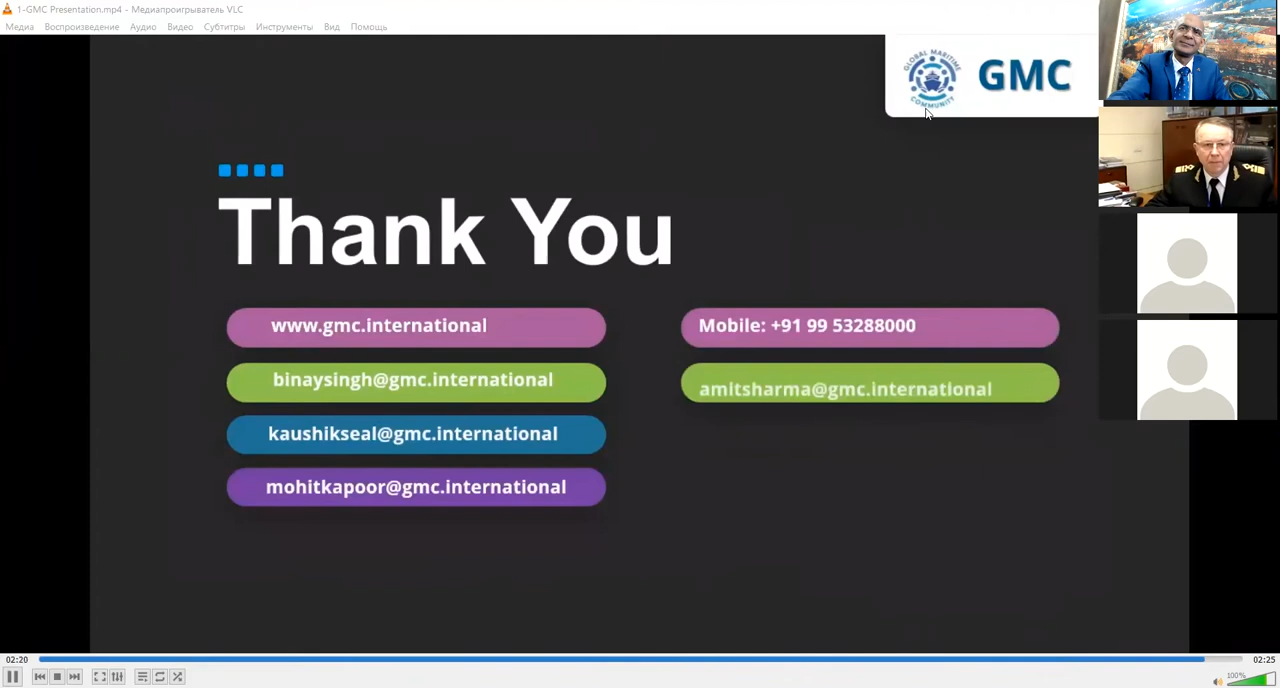 1-GMC Presentation.mp4 - Медиапроигрыватель VLC
Медиа Воспроизведение Аудио Видео Субтитры Инструменты Вид Помощь
GLOBAL MARITIME COMMUNITY
GMC
Thank You
www.gmc.international
Mobile: +91 99 53288000
binaysingh@gmc.international
amitsharma@gmc.international
kaushikseal@gmc.international
mohitkapoor@gmc.international
02:20
02:25
100%